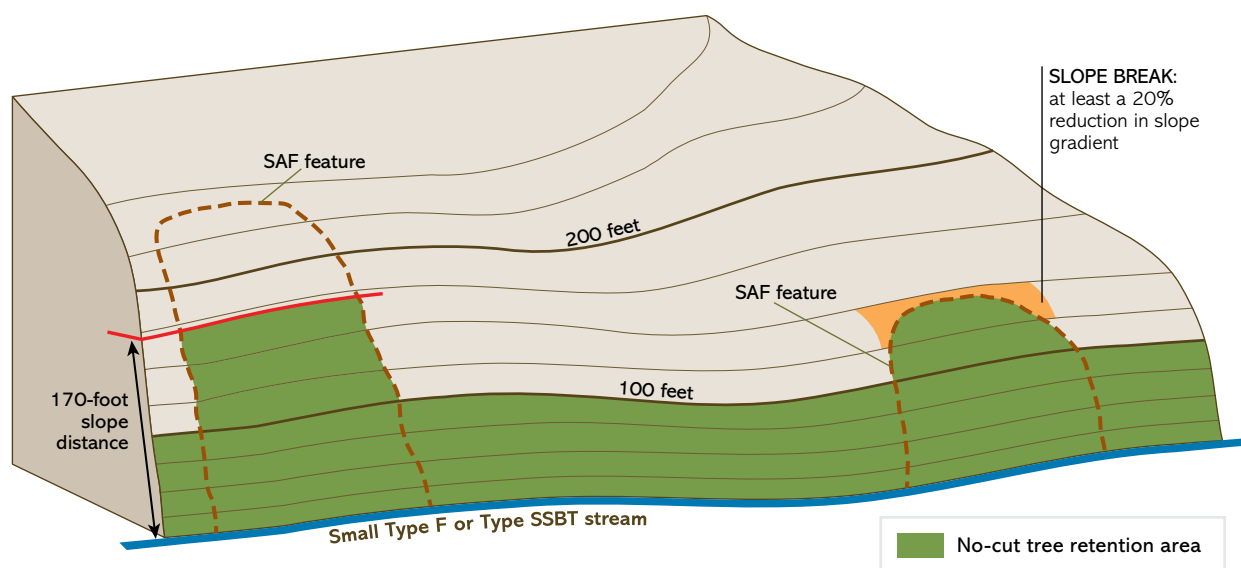 SLOPE BREAK:
at least a 20%
reduction in slope
gradient
SAF feature
200 feet
SAF feature
170-foot
slope
distance
100 feet
Small Type F or Type SSBT stream
No-cut tree retention area